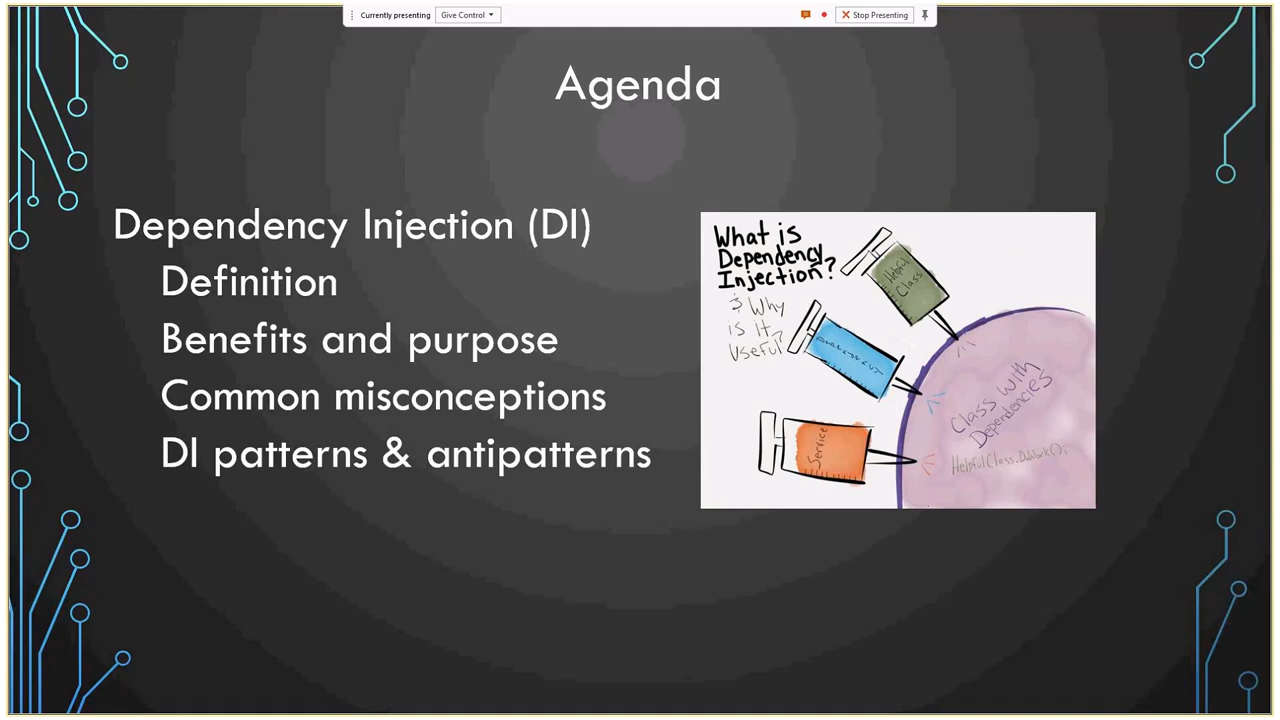 Currently presenting
Give Control
Stop Presenting
Agenda
Dependency Injection (DI)
Definition
Benefits and purpose
Common misconceptions
DI patterns & antipatterns
What is
Dependency
Injection?
& Why
is it
Useful?
Helpful
Class
Service
Class with
Dependencies
HelpfulClass.DoWork();